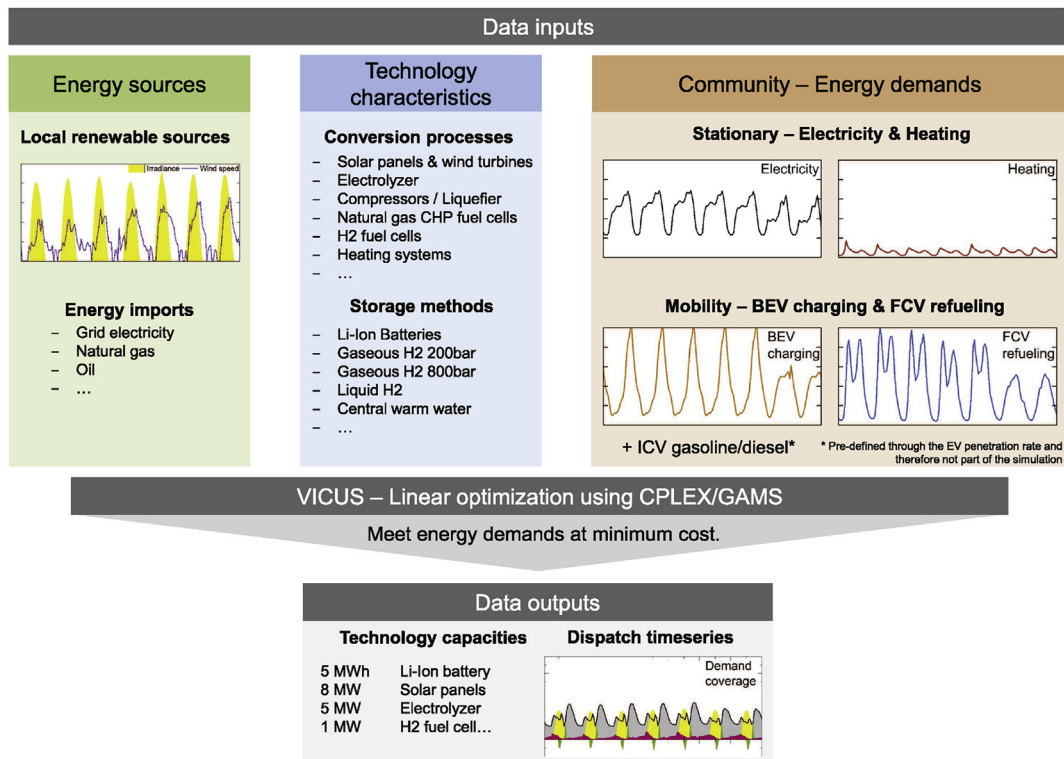 Data inputs
Energy sources
Local renewable sources
Irradiance
Wind speed
Energy imports
– Grid electricity
– Natural gas
– Oil
– ...
Technology
characteristics
Conversion processes
– Solar panels & wind turbines
– Electrolyzer
– Compressors / Liquefier
– Natural gas CHP fuel cells
– H2 fuel cells
– Heating systems
– ...
Storage methods
– Li-Ion Batteries
– Gaseous H2 200bar
– Gaseous H2 800bar
– Liquid H2
– Central warm water
– ...
Community – Energy demands
Stationary – Electricity & Heating
Electricity
Heating
Mobility – BEV charging & FCV refueling
BEV
charging
FCV
refueling
+ ICV gasoline/diesel*
* Pre-defined through the EV penetration rate and
therefore not part of the simulation
VICUS – Linear optimization using CPLEX/GAMS
Meet energy demands at minimum cost.
Data outputs
Technology capacities
5 MWh Li-Ion battery
8 MW Solar panels
5 MW Electrolyzer
1 MW H2 fuel cell...
Dispatch timeseries
Demand
coverage